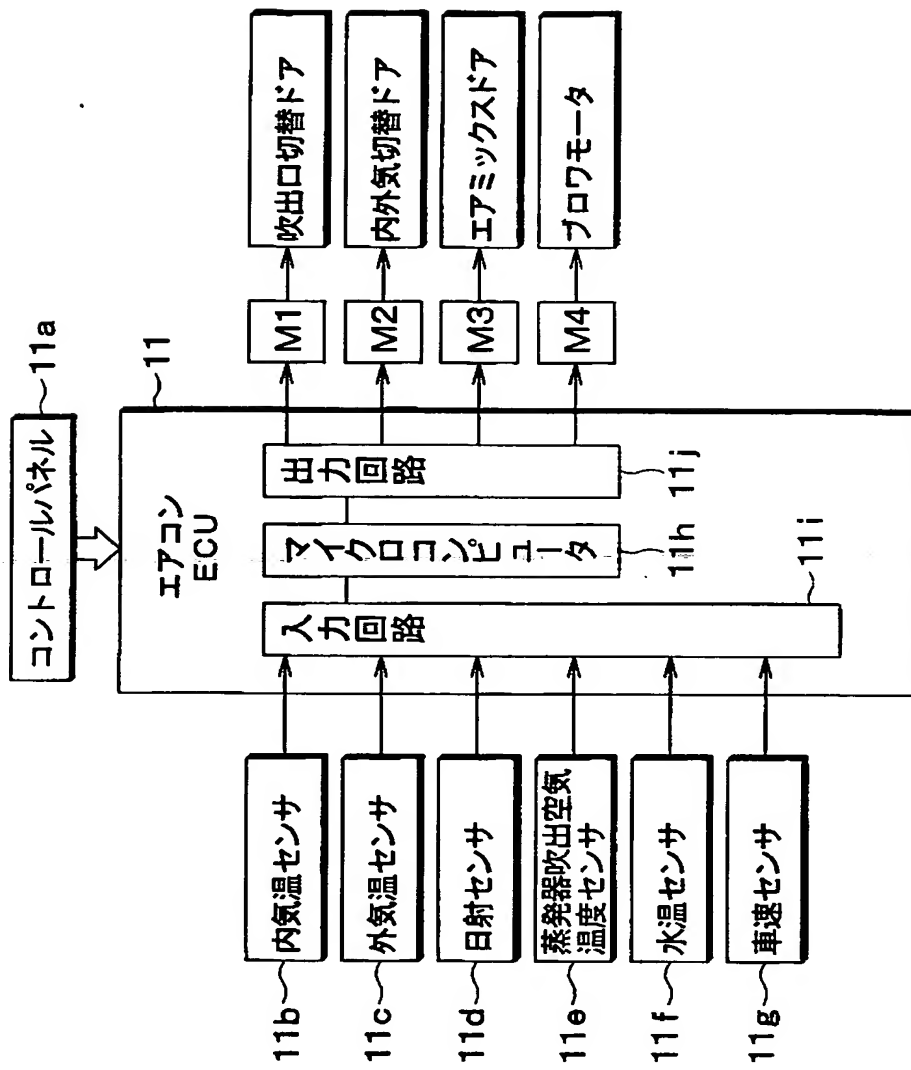 コントロールパネル
11a
エアコン
ECU
11
内気温センサ
11b
外気温センサ
11c
日射センサ
11d
蒸発器吹出空気
温度センサ
11e
水温センサ
11f
車速センサ
11g
入力回路
11i
マイクロコンピュータ
11h
出力回路
11j
M1
吹出口切替ドア
M2
内外気切替ドア
M3
エアミックスドア
M4
ブロワモータ